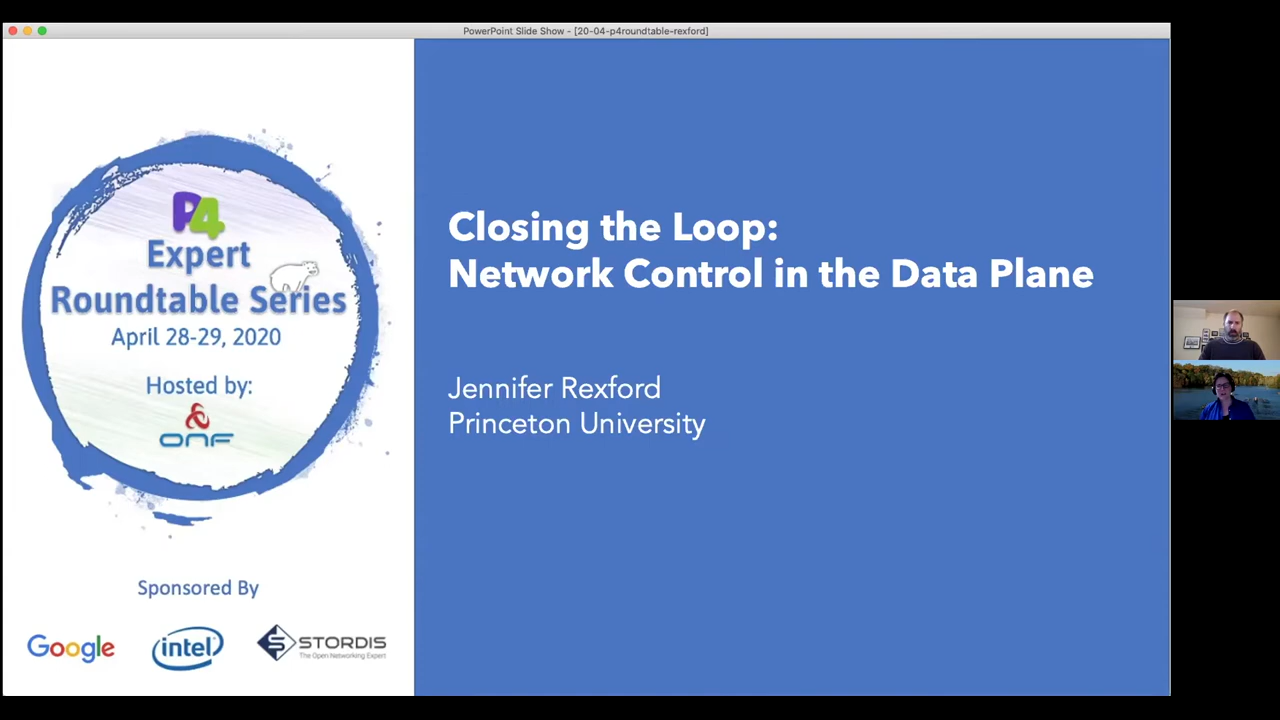 PowerPoint Slide Show - [20-04-p4roundtable-rexford]
P4
Expert
Roundtable Series
April 28-29, 2020
Hosted by:
ONF
Sponsored By
Google
intel
STORDIS
The Open Networking Expert
Closing the Loop:
Network Control in the Data Plane
Jennifer Rexford
Princeton University